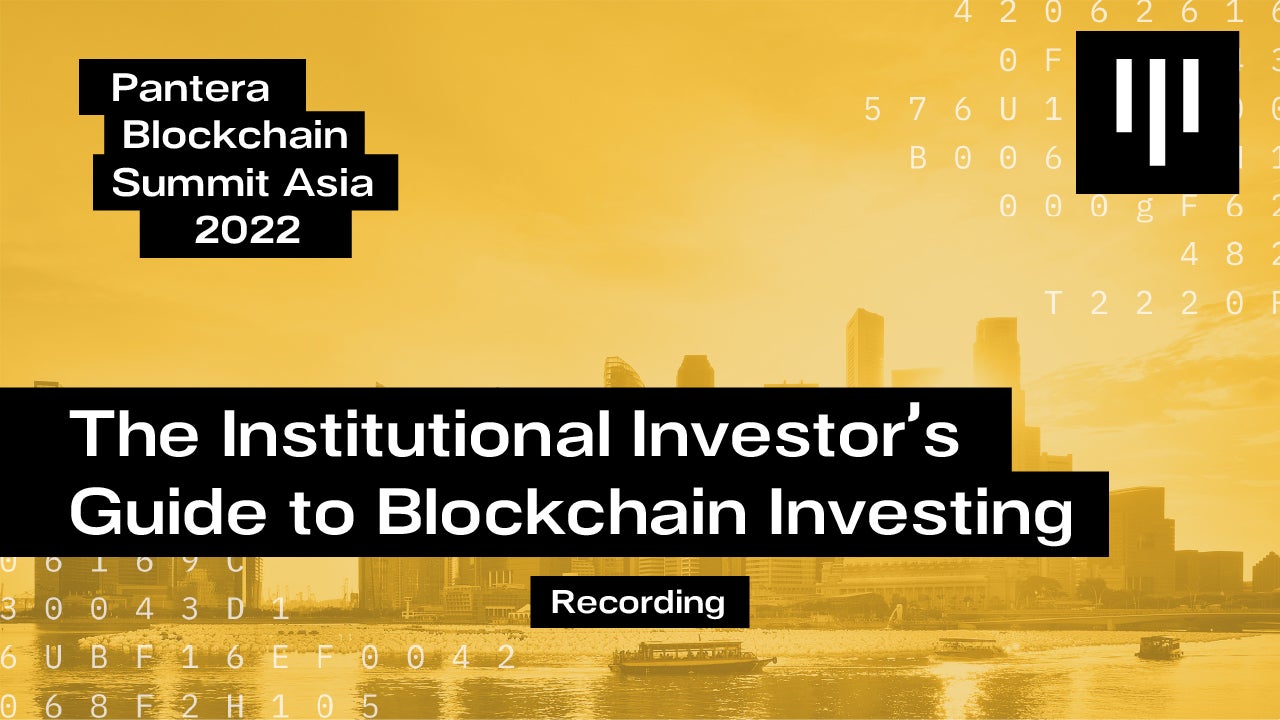 4 2 0 6 2 6 1 6
Pantera
Blockchain
Summit Asia
2022
0 F 3
5 7 6 U 1 0
B 0 0 6 1
0 0 0 g F 6 2
4 8 2
T 2 2 2 0
The Institutional Investor’s
Guide to Blockchain Investing
0 6 1 6 9 C
Recording
3 0 0 4 3 D 1
6 U B F 1 6 E F 0 0 4 2
0 6 8 F 2 H 1 0 5